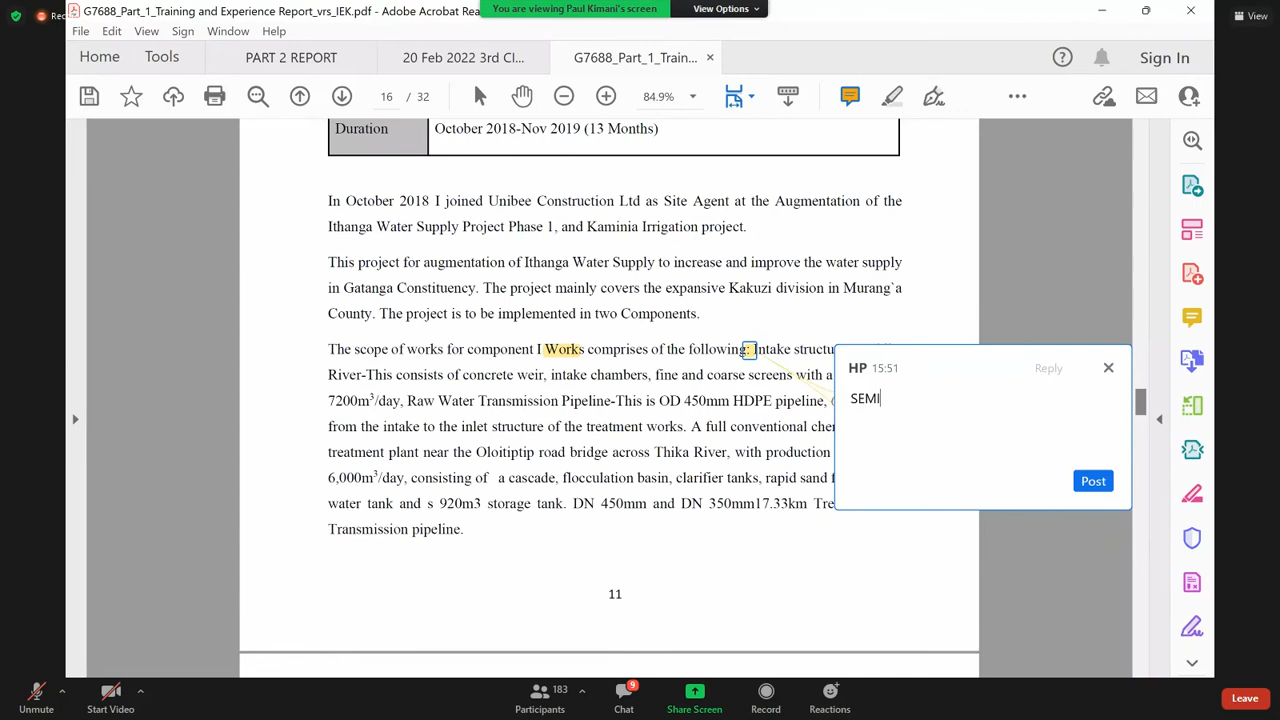 G7688_Part_1_Training and Experience Report_vrs_IEK.pdf - Adobe Acrobat Rea
You are viewing Paul Kimani's screen
View Options
View
File Edit View Sign Window Help
Home Tools PART 2 REPORT 20 Feb 2022 3rd Cl... G7688_Part_1_Train... Sign In
16 / 32 84.9%
Duration October 2018-Nov 2019 (13 Months)
In October 2018 I joined Unibee Construction Ltd as Site Agent at the Augmentation of the
Ithanga Water Supply Project Phase 1, and Kaminia Irrigation project.
This project for augmentation of Ithanga Water Supply to increase and improve the water supply
in Gatanga Constituency. The project mainly covers the expansive Kakuzi division in Murang`a
County. The project is to be implemented in two Components.
The scope of works for component I Works comprises of the following: Intake structu
River-This consists of concrete weir, intake chambers, fine and coarse screens with a
7200m³/day, Raw Water Transmission Pipeline-This is OD 450mm HDPE pipeline,
from the intake to the inlet structure of the treatment works. A full conventional cher
treatment plant near the Oloitiptip road bridge across Thika River, with production
6,000m³/day, consisting of a cascade, flocculation basin, clarifier tanks, rapid sand f
water tank and s 920m3 storage tank. DN 450mm and DN 350mm17.33km Tre
Transmission pipeline.
HP 15:51 Reply
SEMI
Post
11
Unmute Start Video Participants 183 Chat 9 Share Screen Record Reactions Leave